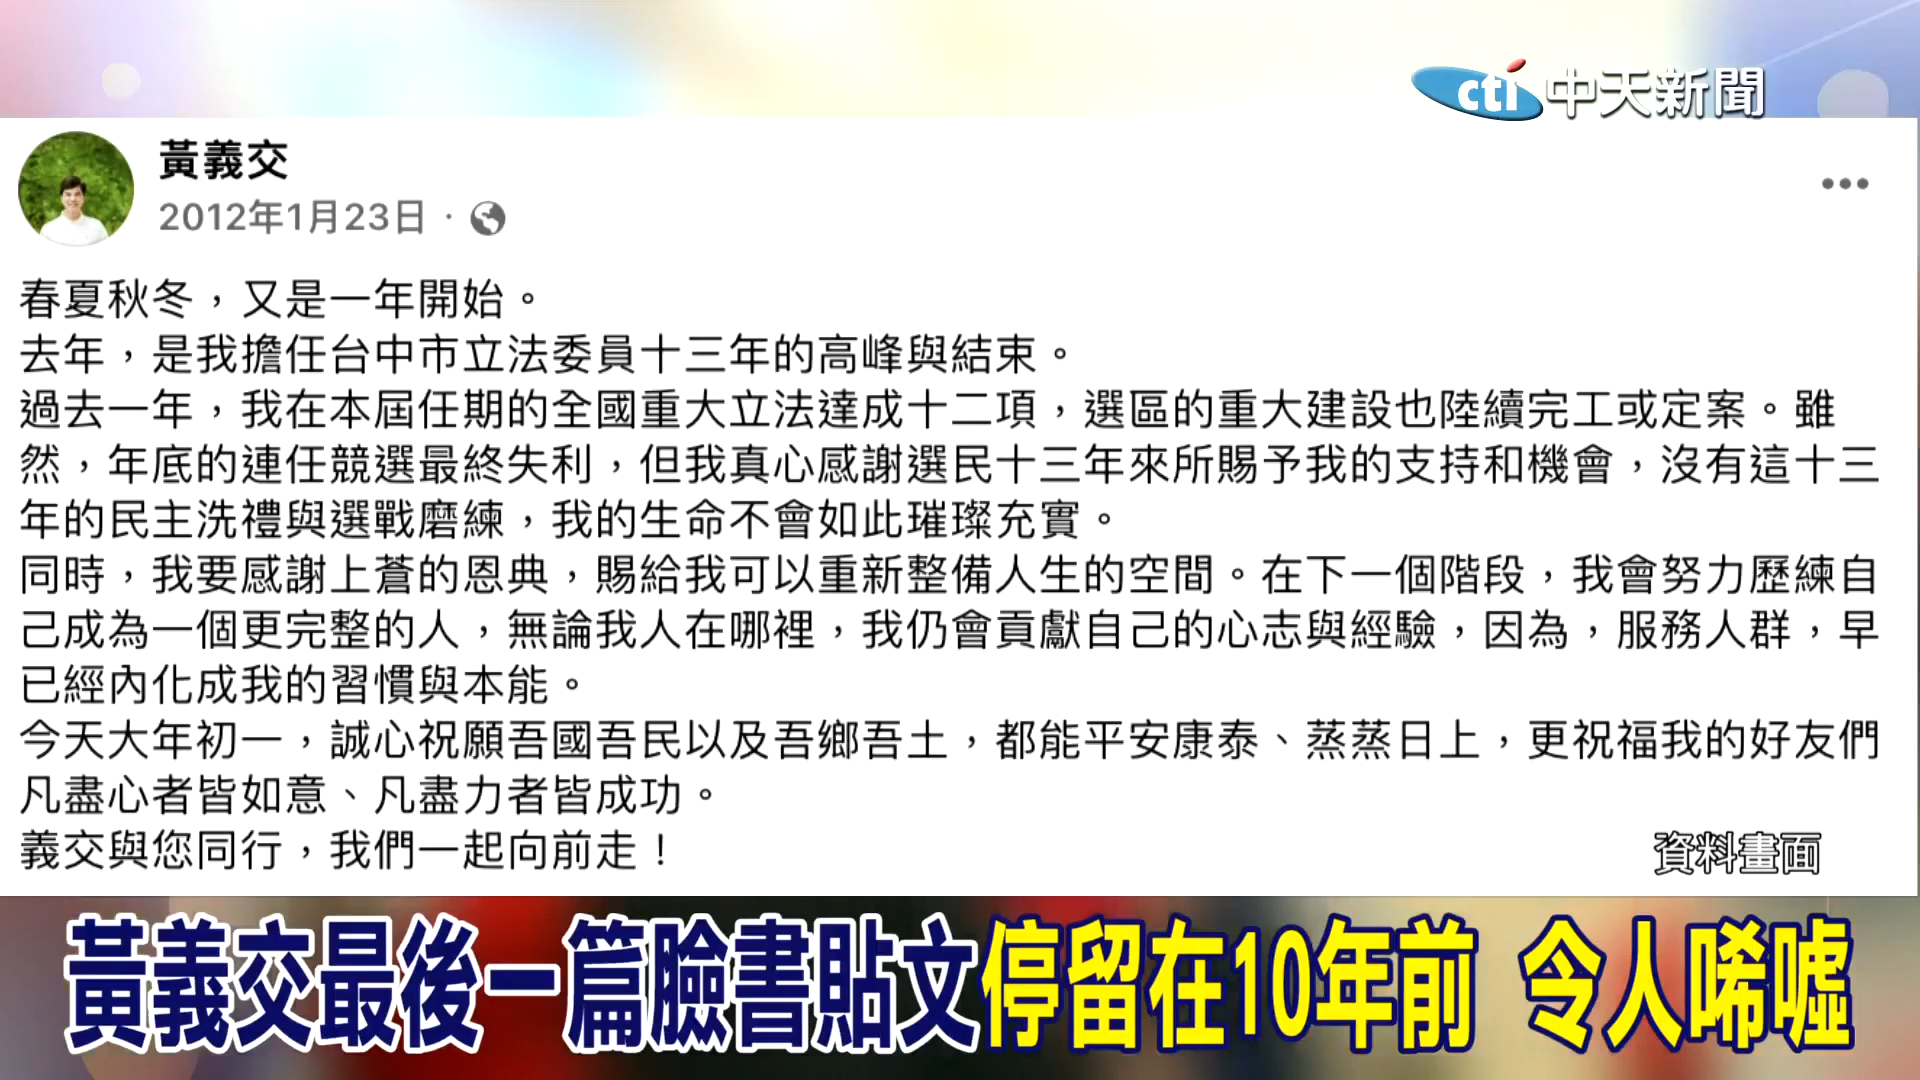 cti 中天新聞
黃義交
2012年1月23日 ·
春夏秋冬，又是一年開始。
去年，是我擔任台中市立法委員十三年的高峰與結束。
過去一年，我在本屆任期的全國重大立法達成十二項，選區的重大建設也陸續完工或定案。雖
然，年底的連任競選最終失利，但我真心感謝選民十三年來所賜予我的支持和機會，沒有這十三
年的民主洗禮與選戰磨練，我的生命不會如此璀璨充實。
同時，我要感謝上蒼的恩典，賜給我可以重新整備人生的空間。在下一個階段，我會努力歷練自
己成為一個更完整的人，無論我人在哪裡，我仍會貢獻自己的心志與經驗，因為，服務人群，早
已經內化成我的習慣與本能。
今天大年初一，誠心祝願吾國吾民以及吾鄉吾土，都能平安康泰、蒸蒸日上，更祝福我的好友們
凡盡心者皆如意、凡盡力者皆成功。
義交與您同行，我們一起向前走！
資料畫面
黃義交最後一篇臉書貼文停留在10年前 令人唏噓